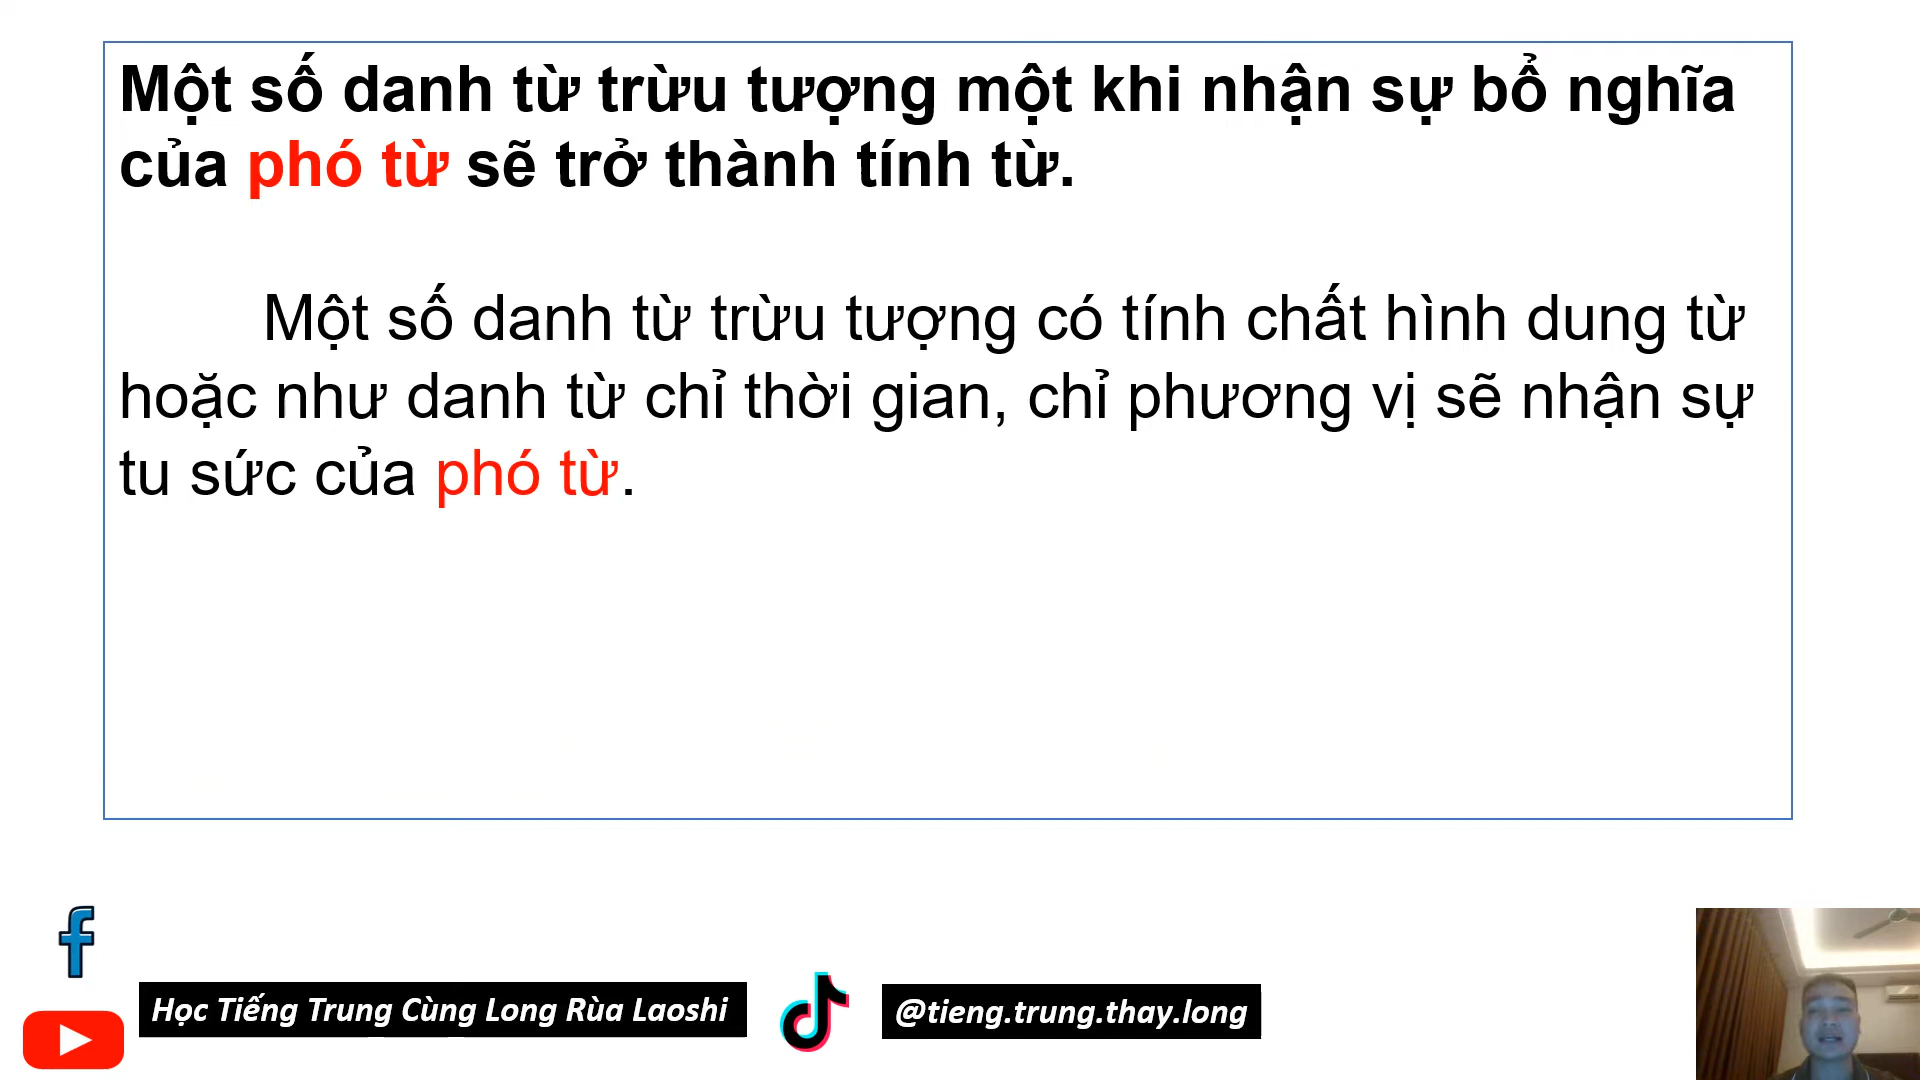 Một số danh từ trừu tượng một khi nhận sự bổ nghĩa
của phó từ sẽ trở thành tính từ.
Một số danh từ trừu tượng có tính chất hình dung từ
hoặc như danh từ chỉ thời gian, chỉ phương vị sẽ nhận sự
tu sức của phó từ.
Học Tiếng Trung Cùng Long Rùa Laoshi
@tieng.trung.thay.long